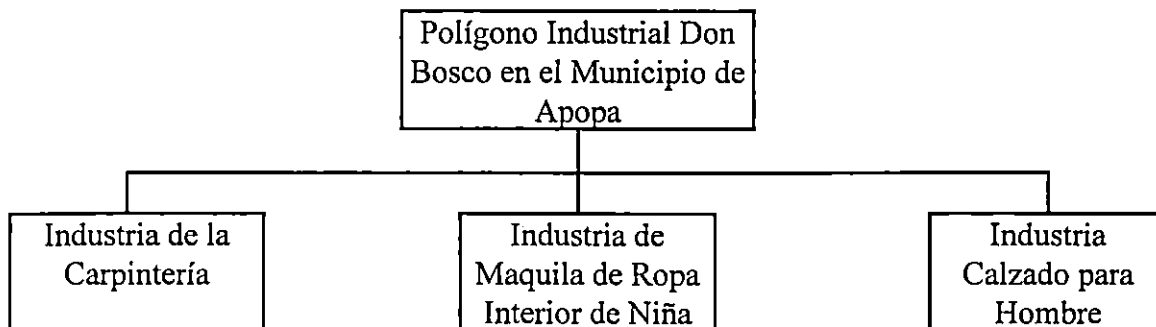 Polígono Industrial Don
Bosco en el Municipio de
Apopa
Industria de la
Carpintería
Industria de
Maquila de Ropa
Interior de Niña
Industria
Calzado para
Hombre